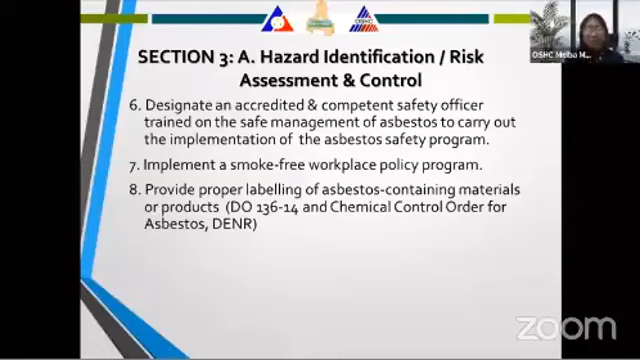 OSHC
OSHC Melba M...
SECTION 3: A. Hazard Identification / Risk
Assessment & Control
6. Designate an accredited & competent safety officer
trained on the safe management of asbestos to carry out
the implementation of the asbestos safety program.
7. Implement a smoke-free workplace policy program.
8. Provide proper labelling of asbestos-containing materials
or products (DO 136-14 and Chemical Control Order for
Asbestos, DENR)
zoom